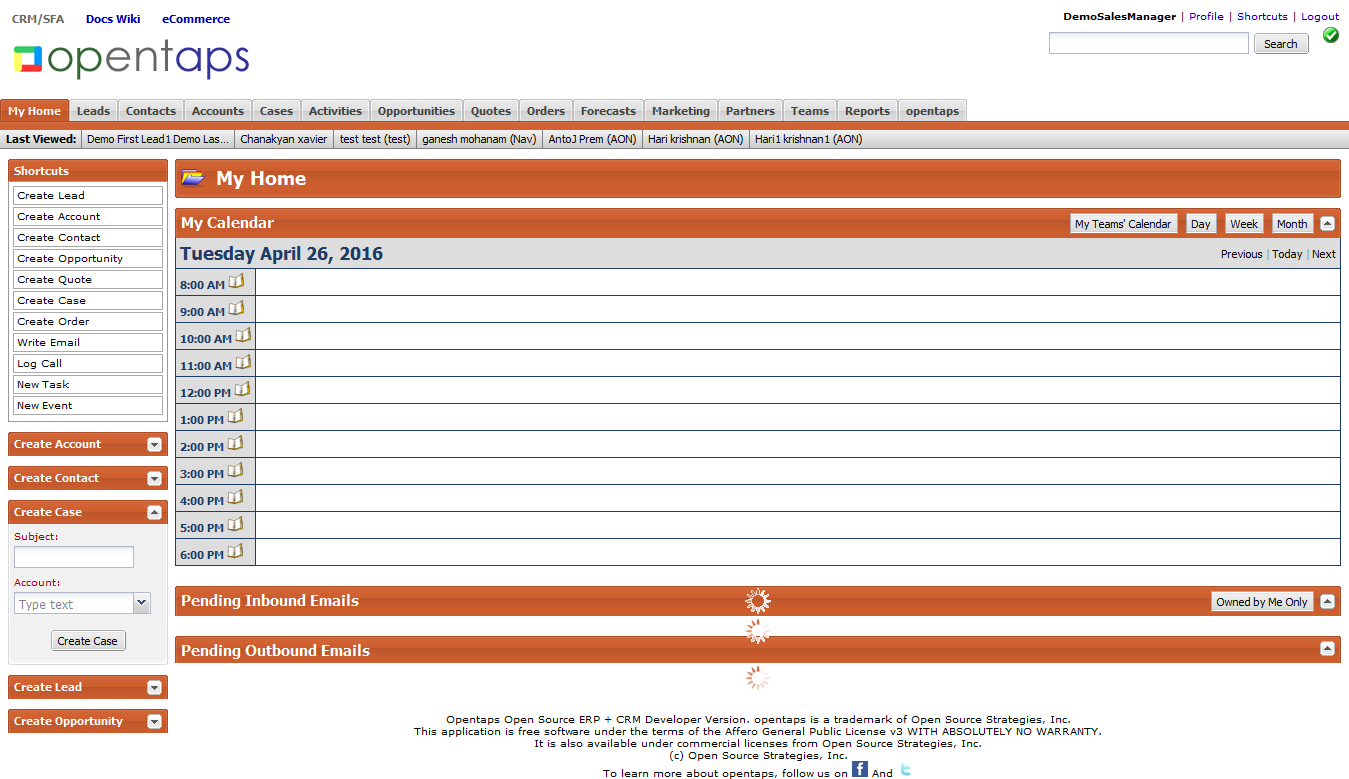 CRM/SFA Docs Wiki eCommerce
DemoSalesManager | Profile | Shortcuts | Logout
opentaps
Search
My Home Leads Contacts Accounts Cases Activities Opportunities Quotes Orders Forecasts Marketing Partners Teams Reports opentaps
Last Viewed: Demo First Lead1 Demo Las... Chanakyan xavier test test (test) ganesh mohanam (Nav) AntoJ Prem (AON) Hari krishnan (AON) Hari1 krishnan1 (AON)
Shortcuts
Create Lead
Create Account
Create Contact
Create Opportunity
Create Quote
Create Case
Create Order
Write Email
Log Call
New Task
New Event
Create Account
Create Contact
Create Case
Subject:
Account:
Type text
Create Case
Create Lead
Create Opportunity
My Home
My Calendar
My Teams' Calendar Day Week Month
Tuesday April 26, 2016
Previous | Today | Next
8:00 AM
9:00 AM
10:00 AM
11:00 AM
12:00 PM
1:00 PM
2:00 PM
3:00 PM
4:00 PM
5:00 PM
6:00 PM
Pending Inbound Emails
Owned by Me Only
Pending Outbound Emails
Opentaps Open Source ERP + CRM Developer Version. opentaps is a trademark of Open Source Strategies, Inc.
This application is free software under the terms of the Affero General Public License v3 WITH ABSOLUTELY NO WARRANTY.
It is also available under commercial licenses from Open Source Strategies, Inc.
(c) Open Source Strategies, Inc.
To learn more about opentaps, follow us on f And t